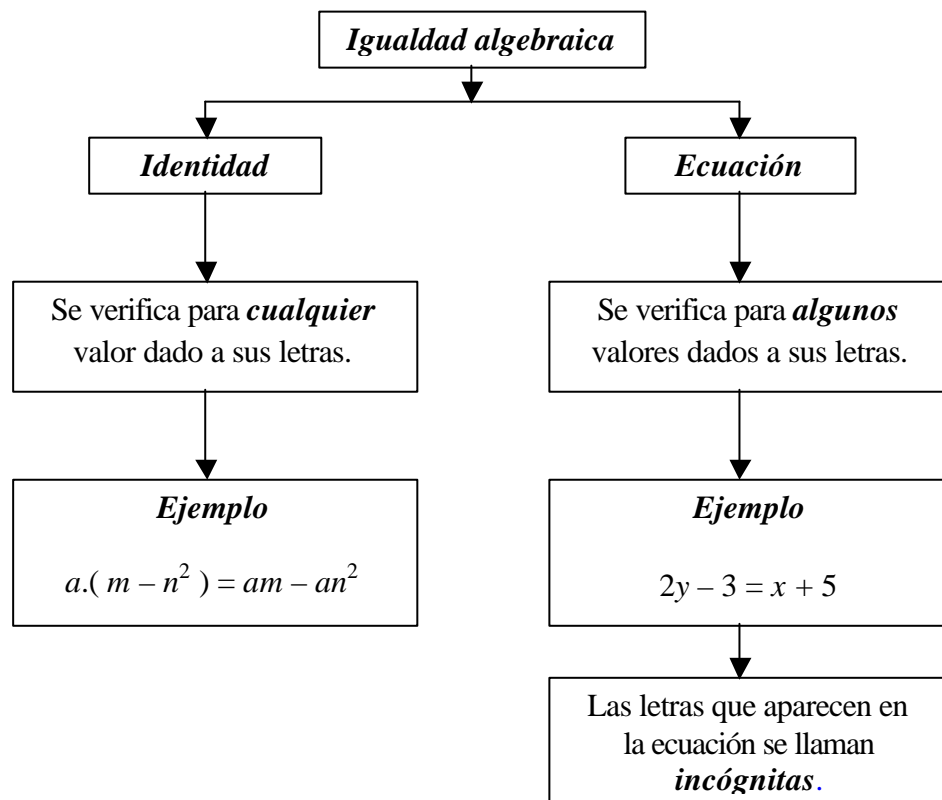 Igualdad algebraica
Identidad
Ecuación
Se verifica para cualquier
valor dado a sus letras.
Se verifica para algunos
valores dados a sus letras.
Ejemplo
a.( m – n² ) = am – an²
Ejemplo
2y – 3 = x + 5
Las letras que aparecen en
la ecuación se llaman
incógnitas.